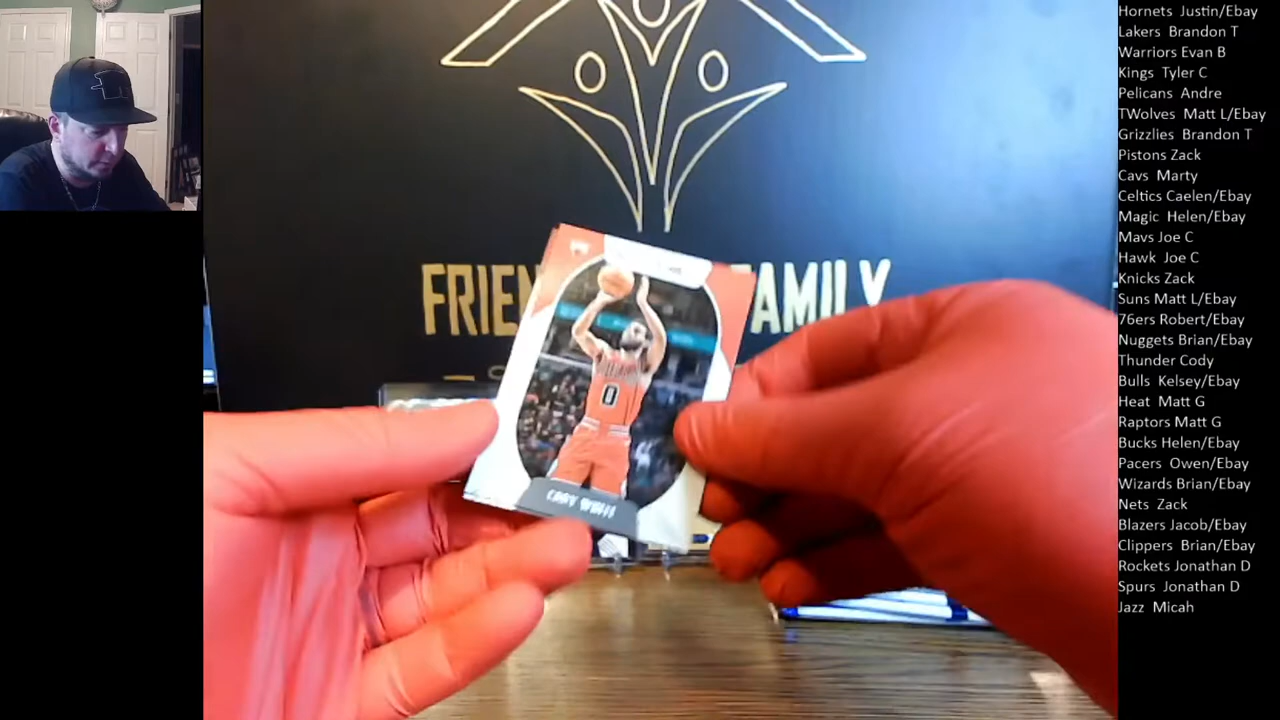 Hornets Justin/Ebay
Lakers Brandon T
Warriors Evan B
Kings Tyler C
Pelicans Andre
TWolves Matt L/Ebay
Grizzlies Brandon T
Pistons Zack
Cavs Marty
Celtics Caelen/Ebay
Magic Helen/Ebay
Mavs Joe C
Hawk Joe C
Knicks Zack
Suns Matt L/Ebay
76ers Robert/Ebay
Nuggets Brian/Ebay
Thunder Cody
Bulls Kelsey/Ebay
Heat Matt G
Raptors Matt G
Bucks Helen/Ebay
Pacers Owen/Ebay
Wizards Brian/Ebay
Nets Zack
Blazers Jacob/Ebay
Clippers Brian/Ebay
Rockets Jonathan D
Spurs Jonathan D
Jazz Micah
FRIEN FAMILY
0
COBY WHITE